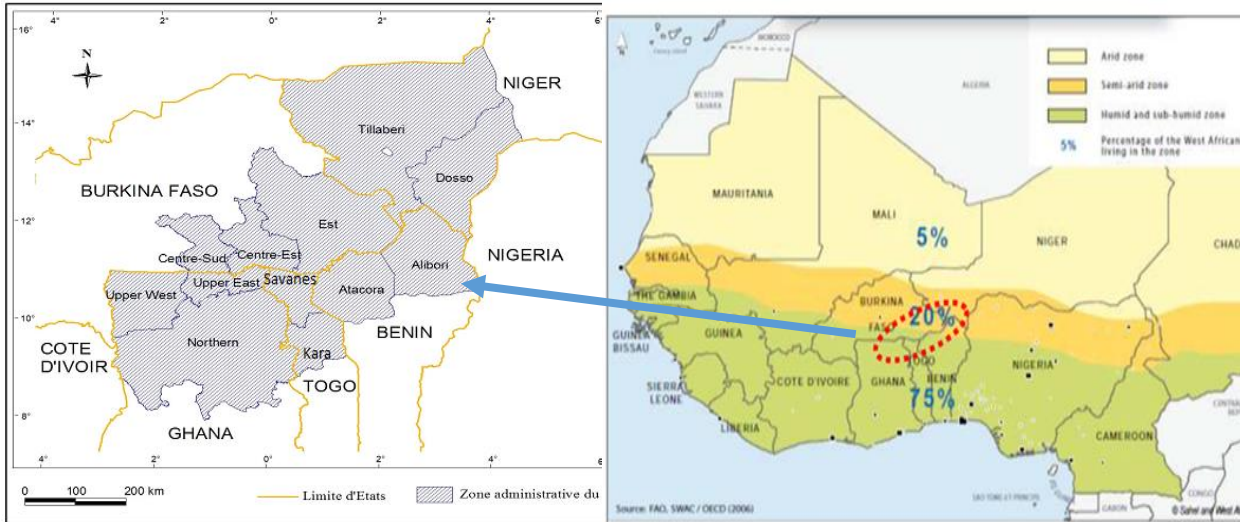 4° 2° 0° 2° 4° 6°
16°
14°
12°
10°
8°
N
NIGER
Tillaberi
Dosso
BURKINA FASO
Est
Centre-Sud
Centre-Est
Alibori
NIGERIA
Upper West
Upper East
Savanes
Atacora
Northern
BENIN
COTE
D'IVOIR
Kara
TOGO
GHANA
4° 2° 0° 2° 4° 6°
0 100 200 km
Limite d'Etats
Zone administrative du
MOROCCO
WESTERN
SAHARA
ALGERIA
Arid zone
Semi-arid zone
Humid and sub-humid zone
5%
Percentage of the West African
living in the zone
MAURITANIA
MALI
5%
NIGER
CHAD
SENEGAL
THE GAMBIA
GUINEA
BISSAU
GUINEA
BURKINA
FASO
20%
TOGO
SIERRA
LEONE
COTE D'IVOIRE
GHANA
BENIN
NIGERIA
75%
LIBERIA
CAMEROON
SAO TOME ET PRINCIPE
GABON
CONGO
Source: FAO, SWAC / OECD (2006)
© Sahel and West Af